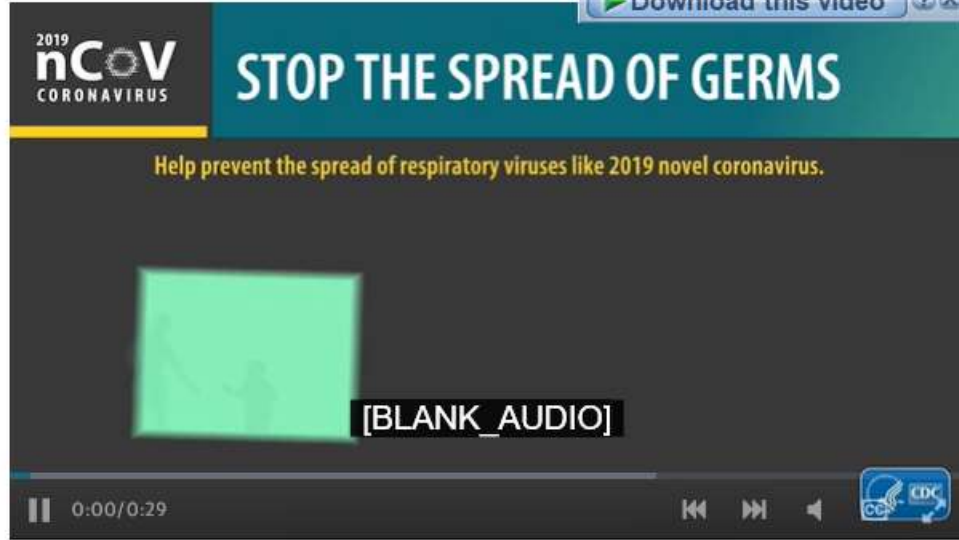 Download this video
2019
nCoV
CORONAVIRUS
STOP THE SPREAD OF GERMS
Help prevent the spread of respiratory viruses like 2019 novel coronavirus.
[BLANK_AUDIO]
0:00/0:29
CC
CDC